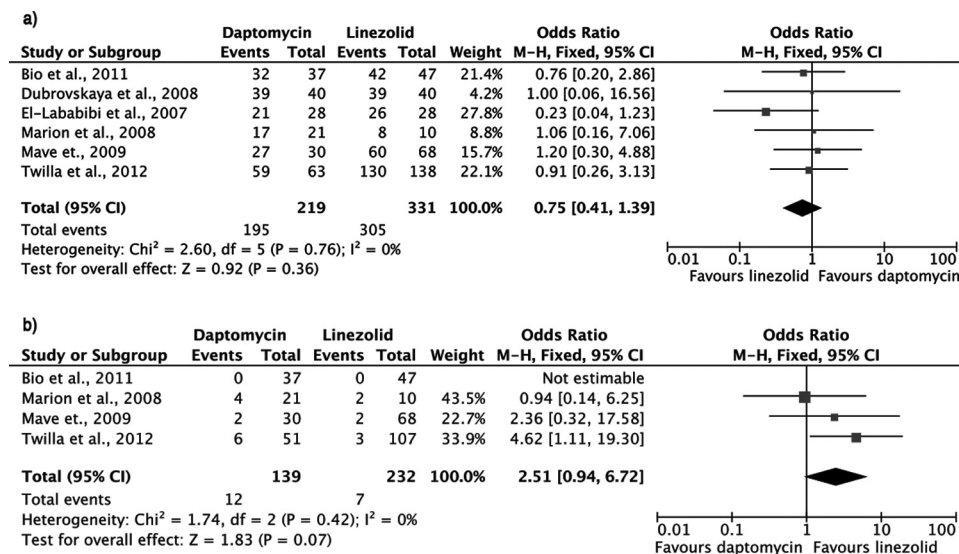 a)
Daptomycin Linezolid Odds Ratio Odds Ratio
Study or Subgroup Events Total Events Total Weight M-H, Fixed, 95% CI M-H, Fixed, 95% CI
Bio et al., 2011 32 37 42 47 21.4% 0.76 [0.20, 2.86]
Dubrovskaya et al., 2008 39 40 39 40 4.2% 1.00 [0.06, 16.56]
El-Lababibi et al., 2007 21 28 26 28 27.8% 0.23 [0.04, 1.23]
Marion et al., 2008 17 21 8 10 8.8% 1.06 [0.16, 7.06]
Mave et., 2009 27 30 60 68 15.7% 1.20 [0.30, 4.88]
Twilla et al., 2012 59 63 130 138 22.1% 0.91 [0.26, 3.13]
Total (95% CI) 219 331 100.0% 0.75 [0.41, 1.39]
Total events 195 305
Heterogeneity: Chi² = 2.60, df = 5 (P = 0.76); I² = 0%
Test for overall effect: Z = 0.92 (P = 0.36)
0.01 0.1 1 10 100
Favours linezolid Favours daptomycin
b)
Daptomycin Linezolid Odds Ratio Odds Ratio
Study or Subgroup Events Total Events Total Weight M-H, Fixed, 95% CI M-H, Fixed, 95% CI
Bio et al., 2011 0 37 0 47 Not estimable
Marion et al., 2008 4 21 2 10 43.5% 0.94 [0.14, 6.25]
Mave et., 2009 2 30 2 68 22.7% 2.36 [0.32, 17.58]
Twilla et al., 2012 6 51 3 107 33.9% 4.62 [1.11, 19.30]
Total (95% CI) 139 232 100.0% 2.51 [0.94, 6.72]
Total events 12 7
Heterogeneity: Chi² = 1.74, df = 2 (P = 0.42); I² = 0%
Test for overall effect: Z = 1.83 (P = 0.07)
0.01 0.1 1 10 100
Favours daptomycin Favours linezolid